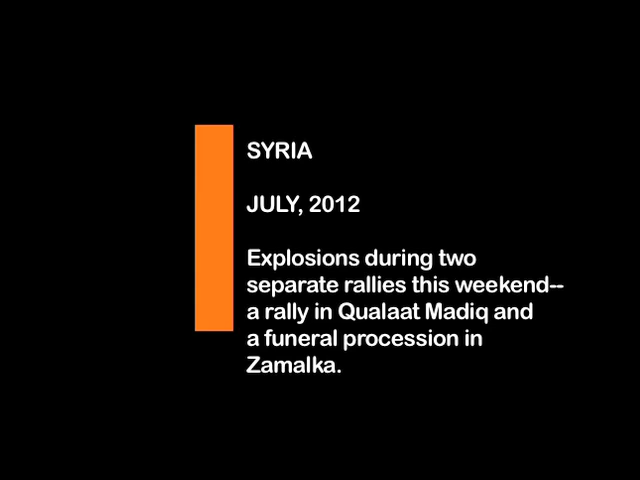 SYRIA
JULY, 2012
Explosions during two
separate rallies this weekend--
a rally in Qualaat Madiq and
a funeral procession in
Zamalka.